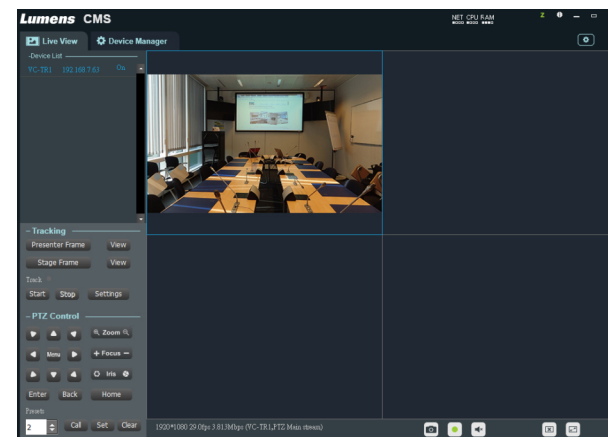 Lumens CMS
NET CPU RAM
Z
Live View
Device Manager
-Device List
VC-TR1 192.168.7.63 On
- Tracking
Presenter Frame View
Stage Frame View
Track
Start Stop Settings
- PTZ Control
Zoom
Menu + Focus -
Iris
Enter Back Home
Presets
2 Call Set Clear
1920*1080 29.0fps 3.813Mbps (VC-TR1,PTZ Main stream)